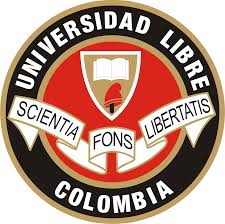 UNIVERSIDAD LIBRE
SCIENTIA
FONS
LIBERTATIS
COLOMBIA